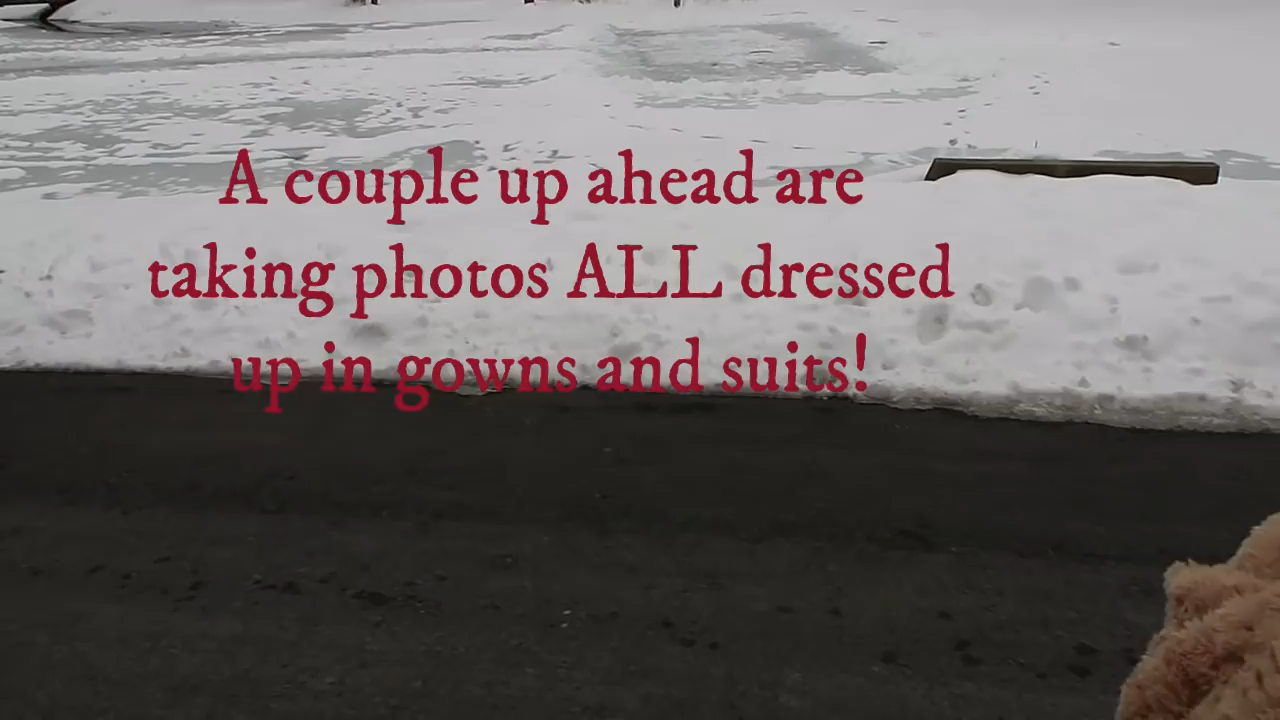 A couple up ahead are
taking photos ALL dressed
up in gowns and suits!